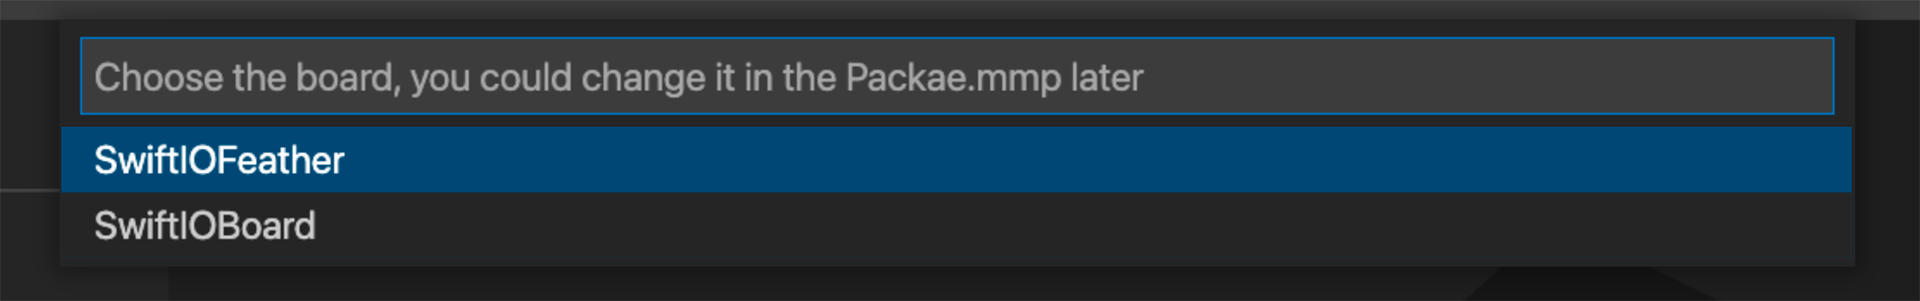 Choose the board, you could change it in the Packae.mmp later
SwiftIOFeather
SwiftIOBoard